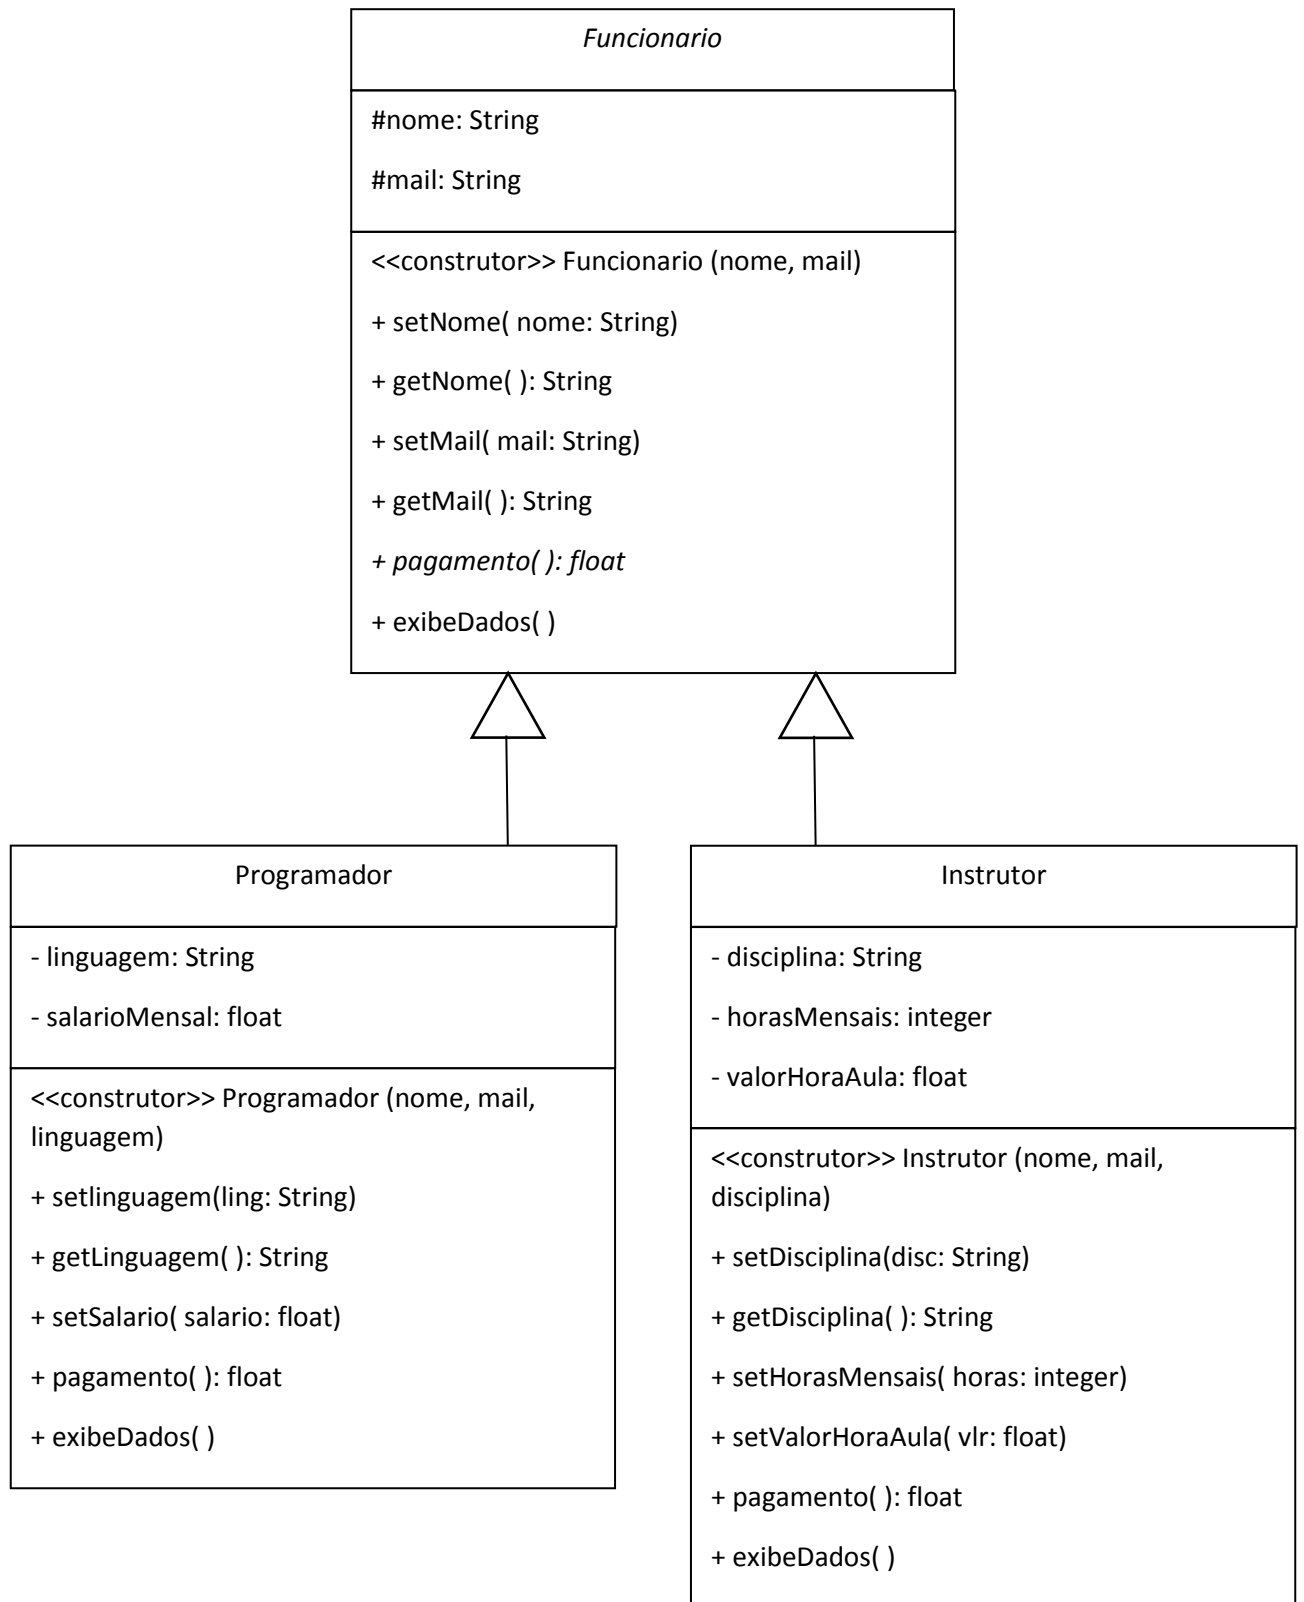 Funcionario
#nome: String
#mail: String
<<construtor>> Funcionario (nome, mail)
+ setNome( nome: String)
+ getNome( ): String
+ setMail( mail: String)
+ getMail( ): String
+ pagamento( ): float
+ exibeDados( )
Programador
- linguagem: String
- salarioMensal: float
<<construtor>> Programador (nome, mail,
linguagem)
+ setlinguagem(ling: String)
+ getLinguagem( ): String
+ setSalario( salario: float)
+ pagamento( ): float
+ exibeDados( )
Instrutor
- disciplina: String
- horasMensais: integer
- valorHoraAula: float
<<construtor>> Instrutor (nome, mail,
disciplina)
+ setDisciplina(disc: String)
+ getDisciplina( ): String
+ setHorasMensais( horas: integer)
+ setValorHoraAula( vlr: float)
+ pagamento( ): float
+ exibeDados( )